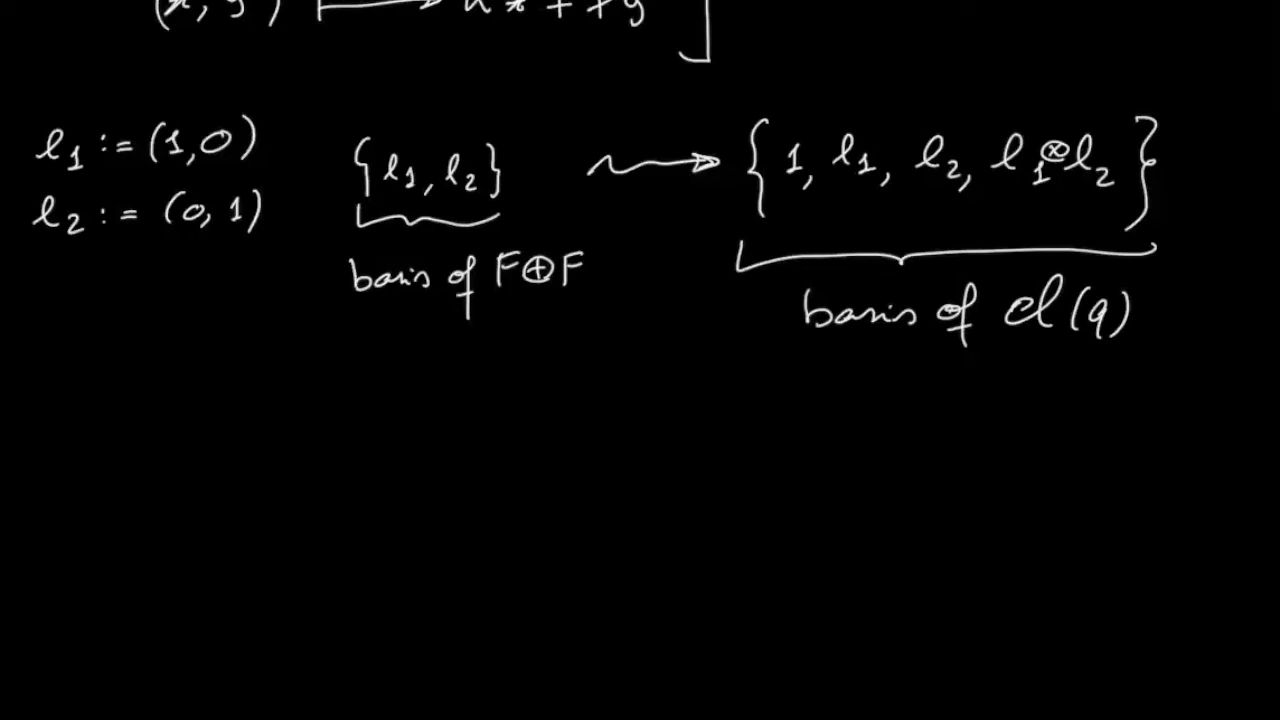 e₁ := (1,0)
e₂ := (0,1)
{e₁, e₂}
basis of F⊕F
{1, e₁, e₂, e₁⊗e₂}
basis of Cl(q)